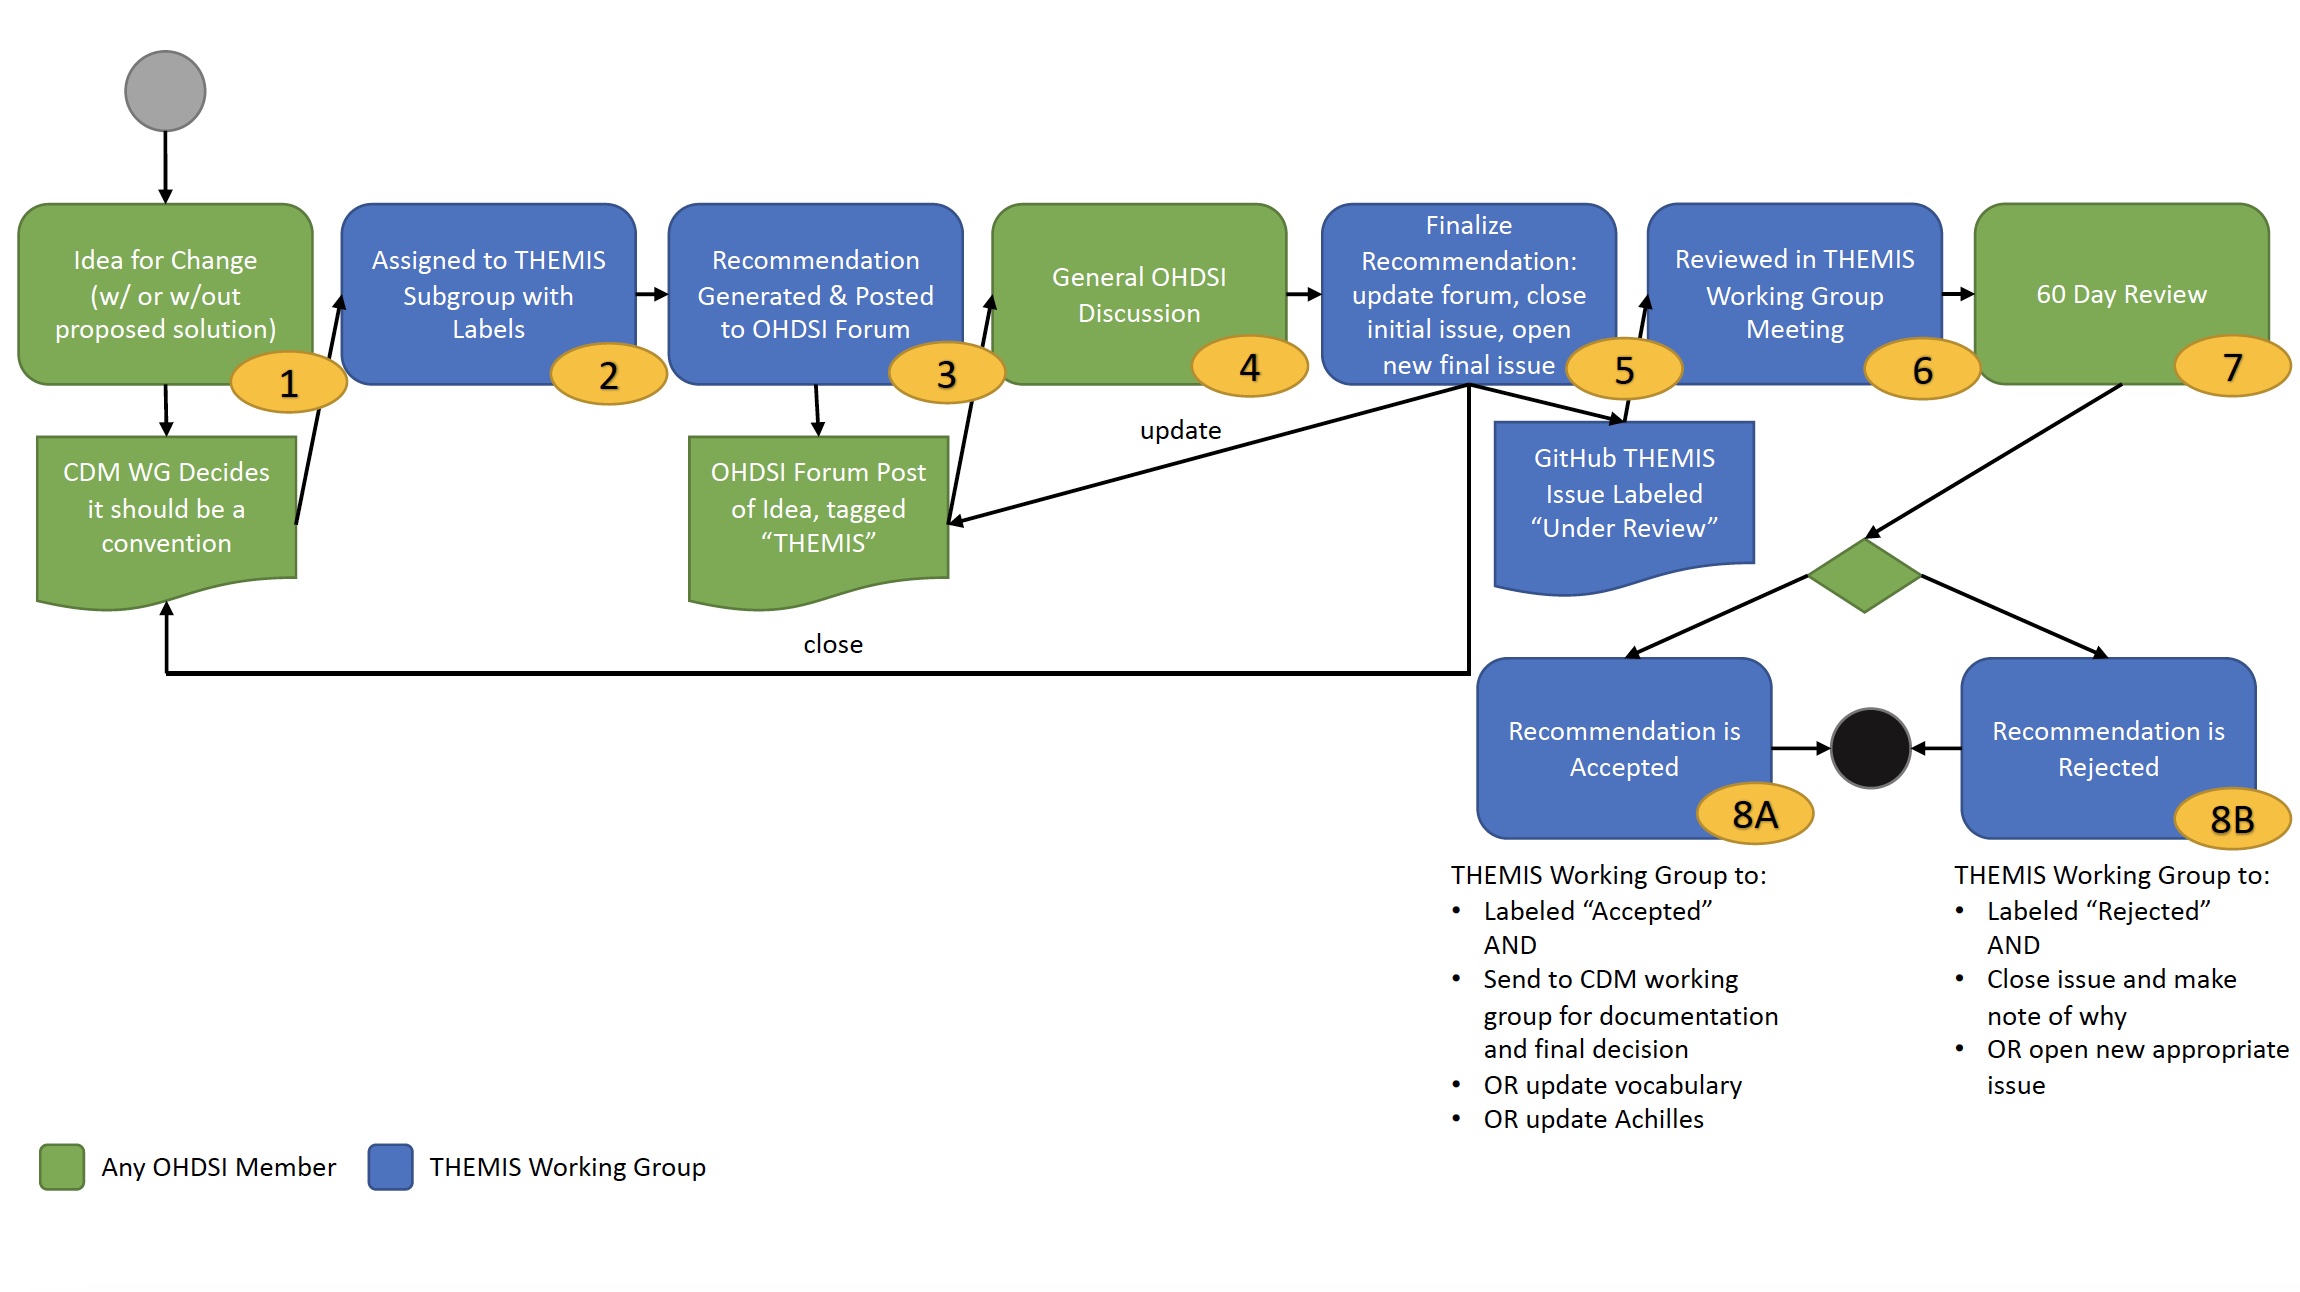 Idea for Change
(w/ or w/out
proposed solution)
1
Assigned to THEMIS
Subgroup with
Labels
2
Recommendation
Generated & Posted
to OHDSI Forum
3
General OHDSI
Discussion
4
Finalize
Recommendation:
update forum, close
initial issue, open
new final issue
5
Reviewed in THEMIS
Working Group
Meeting
6
60 Day Review
7
CDM WG Decides
it should be a
convention
OHDSI Forum Post
of Idea, tagged
“THEMIS”
update
GitHub THEMIS
Issue Labeled
“Under Review”
close
Recommendation is
Accepted
8A
Recommendation is
Rejected
8B
THEMIS Working Group to:
• Labeled “Accepted”
AND
• Send to CDM working
group for documentation
and final decision
• OR update vocabulary
• OR update Achilles
THEMIS Working Group to:
• Labeled “Rejected”
AND
• Close issue and make
note of why
• OR open new appropriate
issue
Any OHDSI Member
THEMIS Working Group